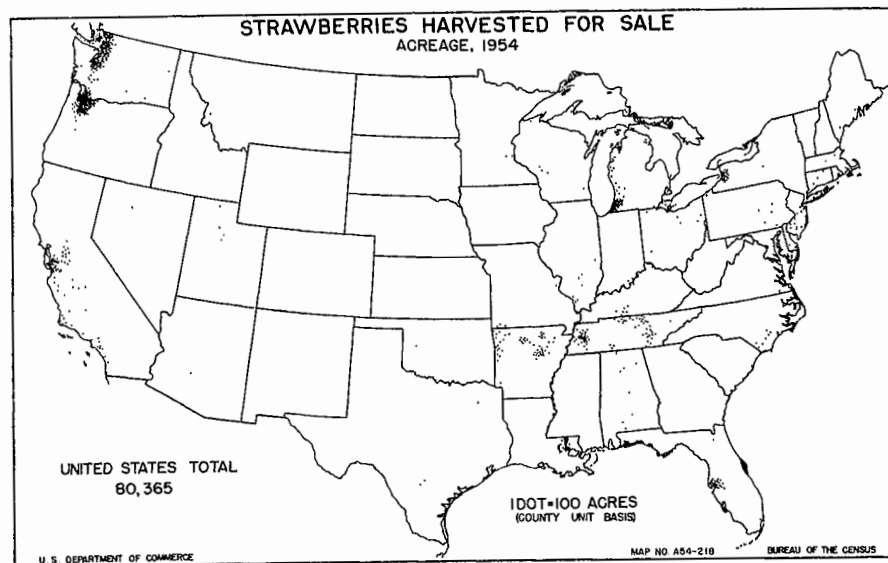 STRAWBERRIES HARVESTED FOR SALE
ACREAGE, 1954
UNITED STATES TOTAL
80,365
1 DOT=100 ACRES
(COUNTY UNIT BASIS)
U.S. DEPARTMENT OF COMMERCE
MAP NO. A54-218
BUREAU OF THE CENSUS